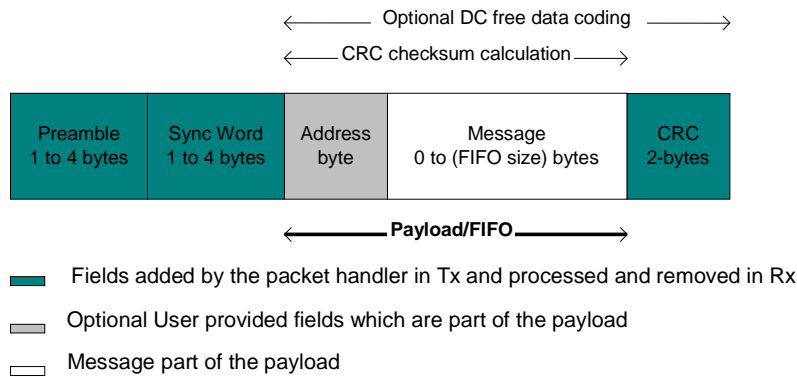 Optional DC free data coding
CRC checksum calculation
Preamble
1 to 4 bytes
Sync Word
1 to 4 bytes
Address
byte
Message
0 to (FIFO size) bytes
CRC
2-bytes
Payload/FIFO
Fields added by the packet handler in Tx and processed and removed in Rx
Optional User provided fields which are part of the payload
Message part of the payload